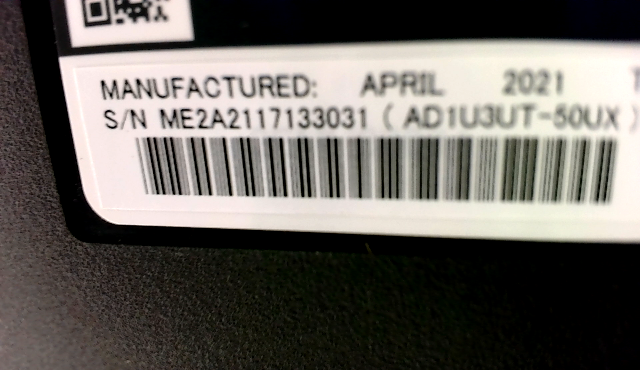 MANUFACTURED: APRIL 2021
S/N ME2A2117133031 ( AD1U3UT-50UX )